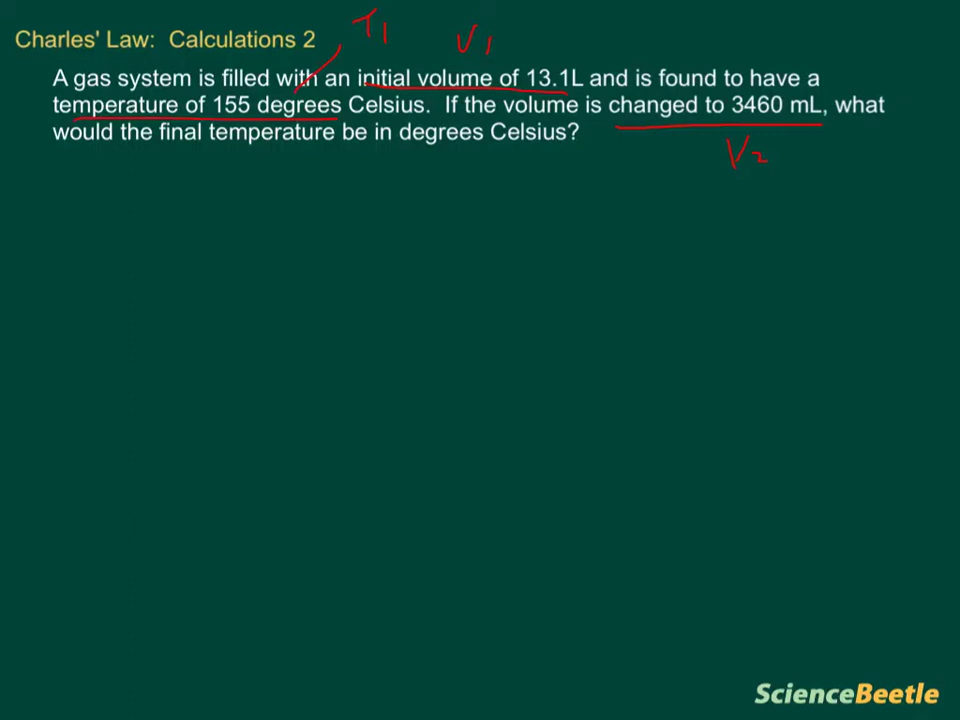 Charles' Law: Calculations 2
T1
V1
A gas system is filled with an initial volume of 13.1L and is found to have a
temperature of 155 degrees Celsius. If the volume is changed to 3460 mL, what
would the final temperature be in degrees Celsius?
V2
ScienceBeetle